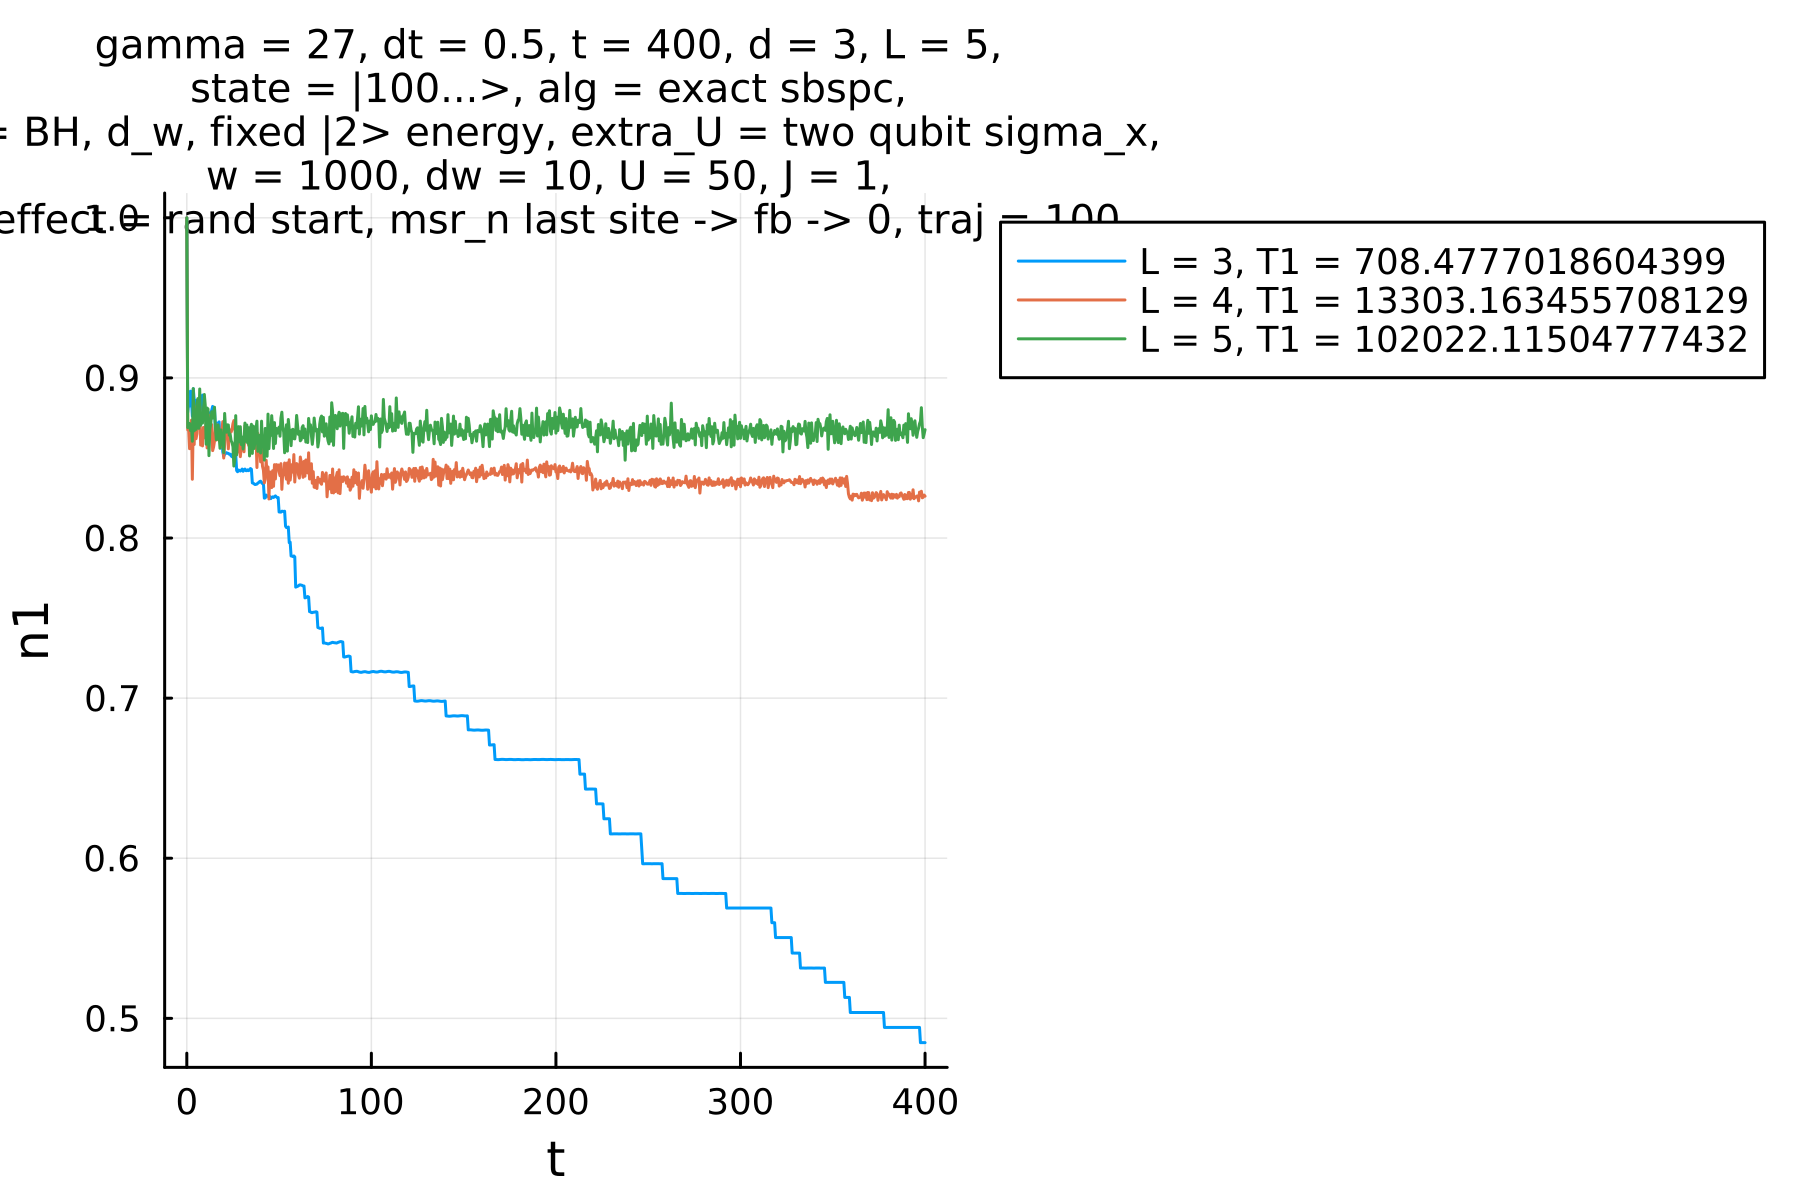 gamma = 27, dt = 0.5, t = 400, d = 3, L = 5,
state = |100...>, alg = exact sbspc,
= BH, d_w, fixed |2> energy, extra_U = two qubit sigma_x,
w = 1000, dw = 10, U = 50, J = 1,
effect = rand start, msr_n last site -> fb -> 0, traj = 100
L = 3, T1 = 708.4777018604399
L = 4, T1 = 13303.163455708129
L = 5, T1 = 102022.11504777432
1.0
0.9
0.8
0.7
0.6
0.5
n1
0 100 200 300 400
t